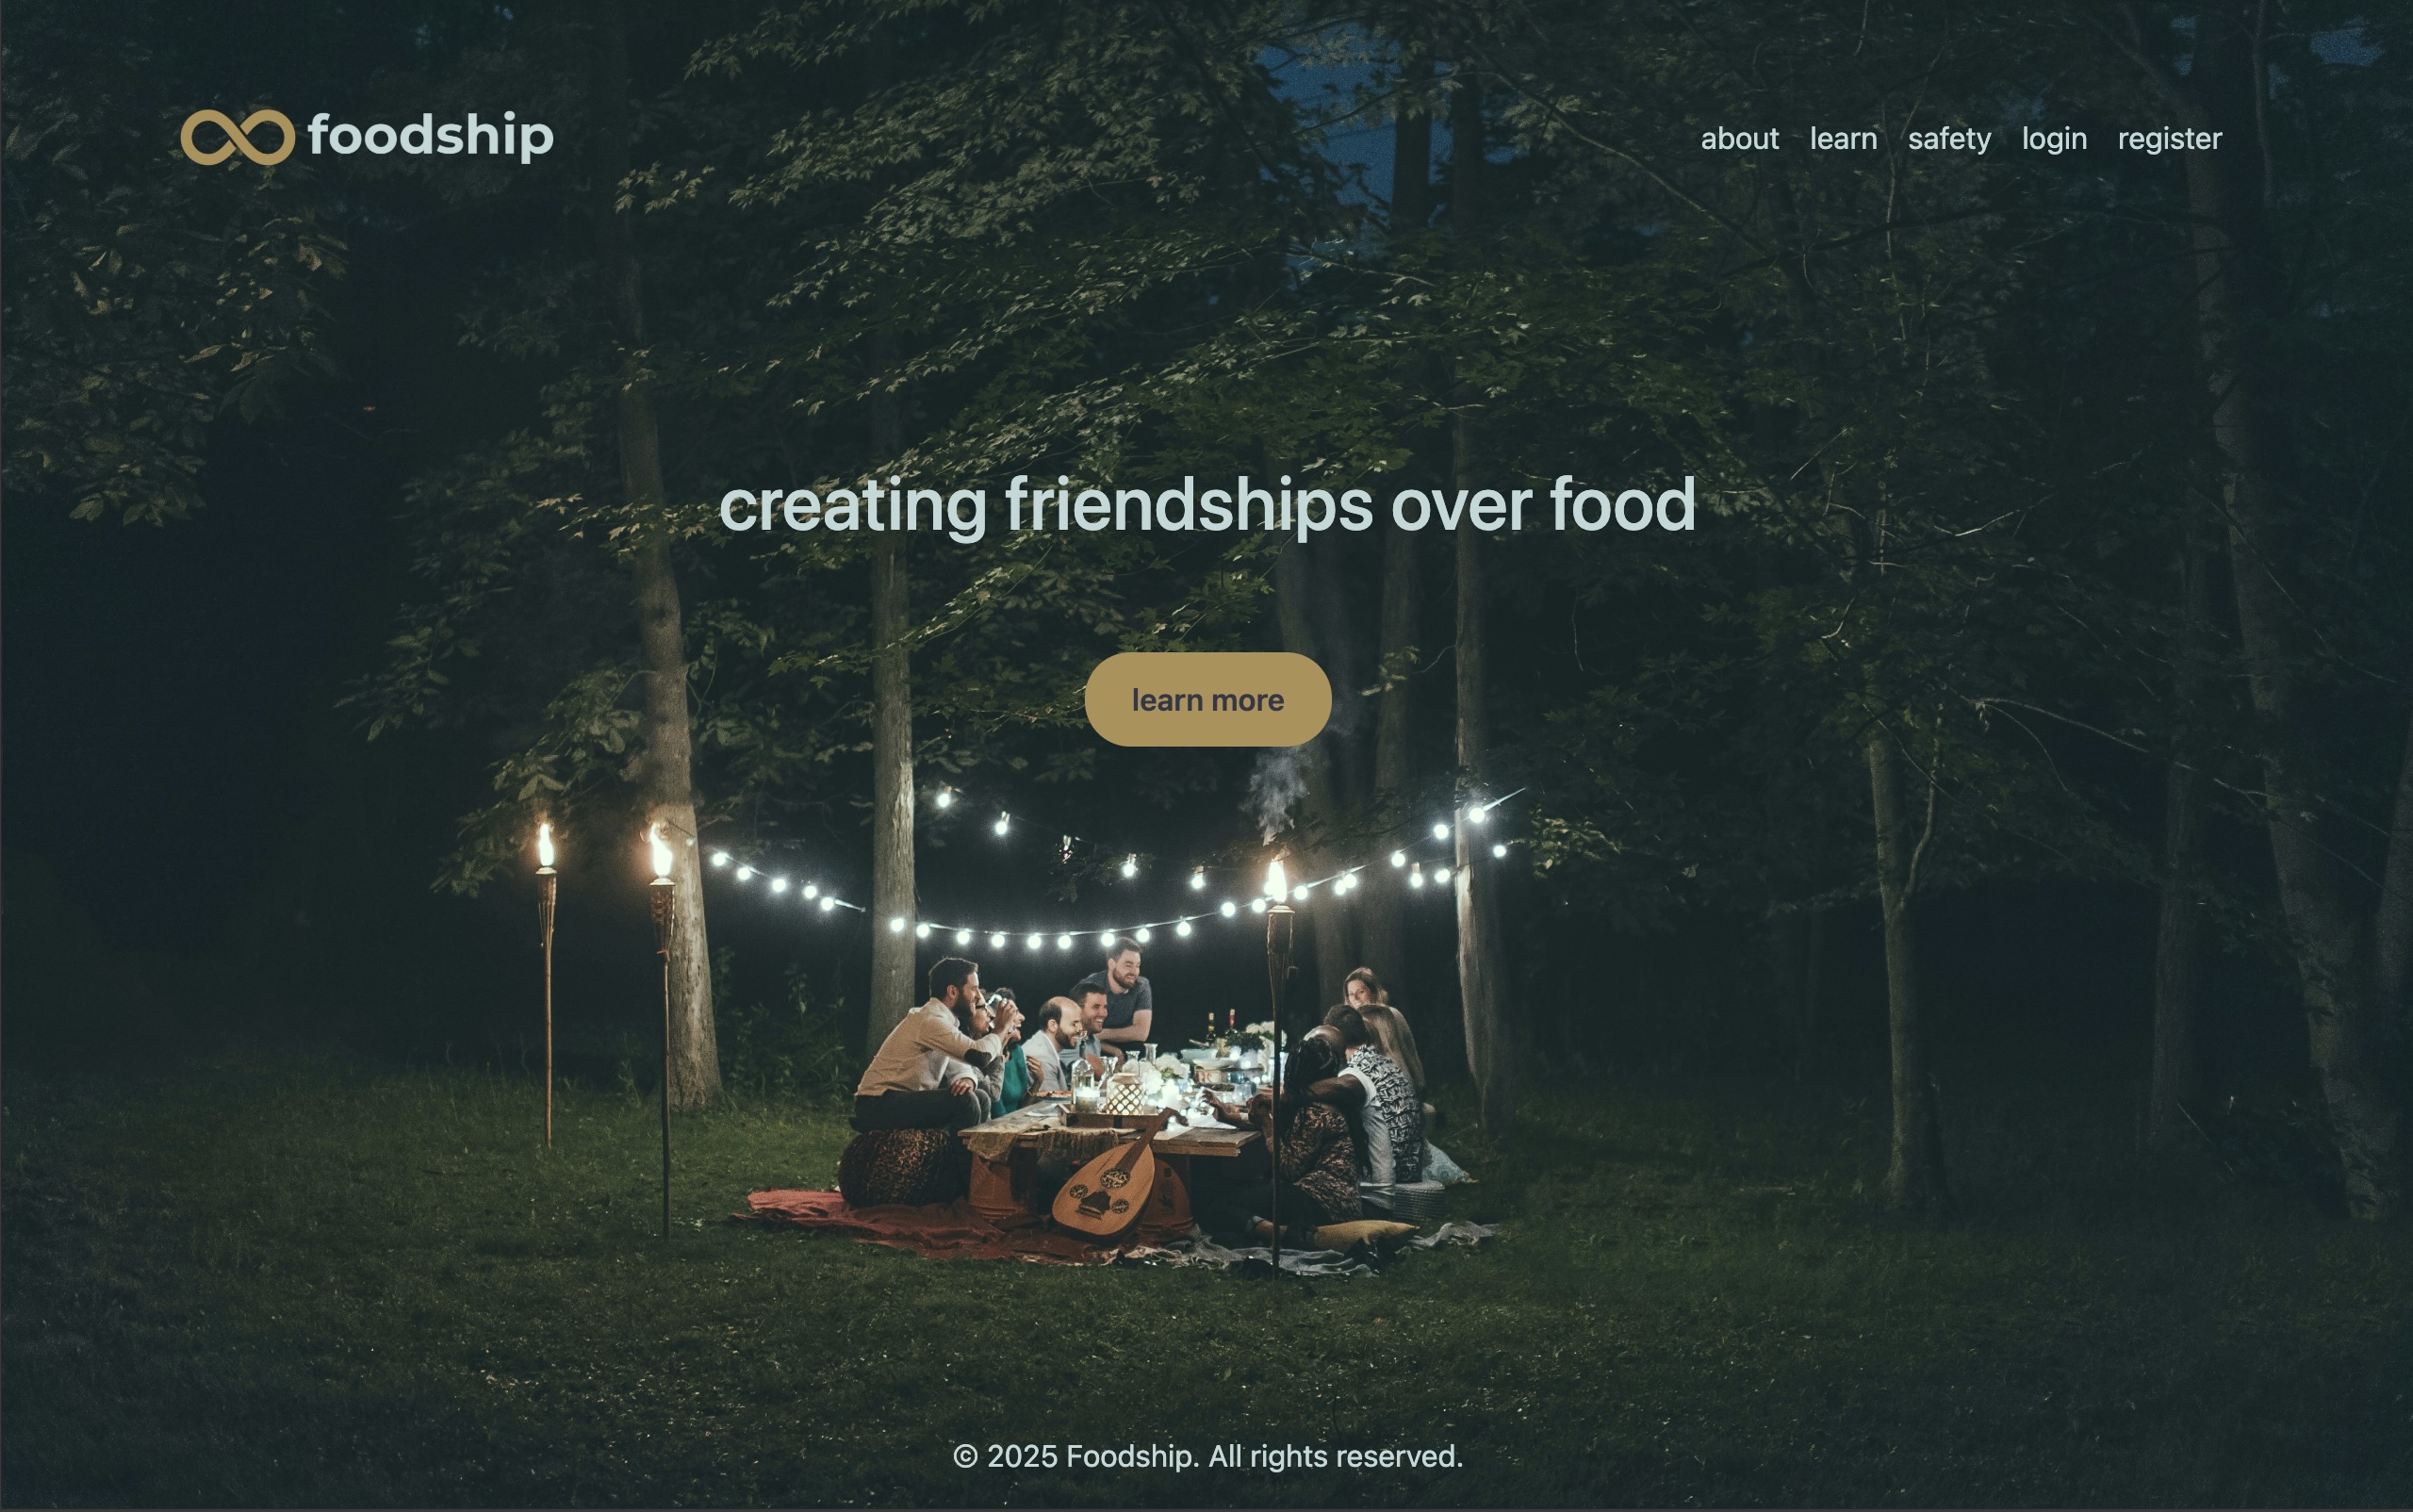 foodship
about learn safety login register
creating friendships over food
learn more
© 2025 Foodship. All rights reserved.